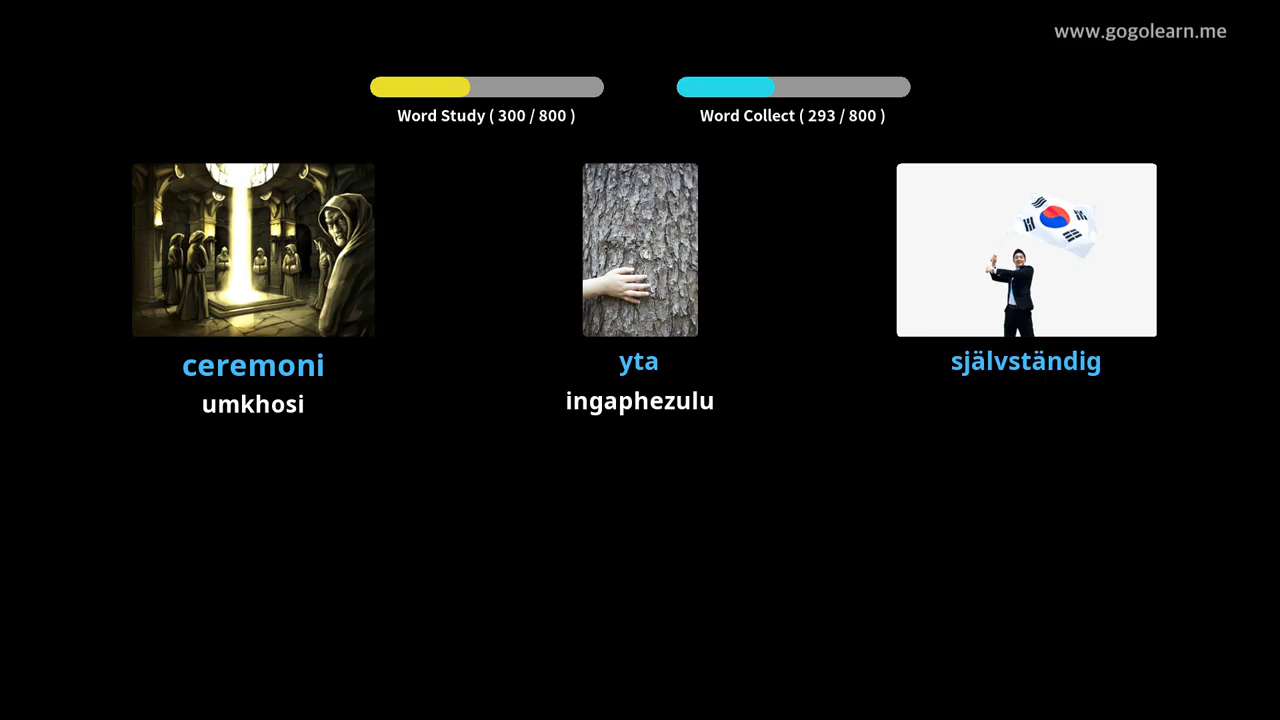 www.gogolearn.me
Word Study ( 300 / 800 )
Word Collect ( 293 / 800 )
ceremoni
umkhosi
yta
ingaphezulu
självständig